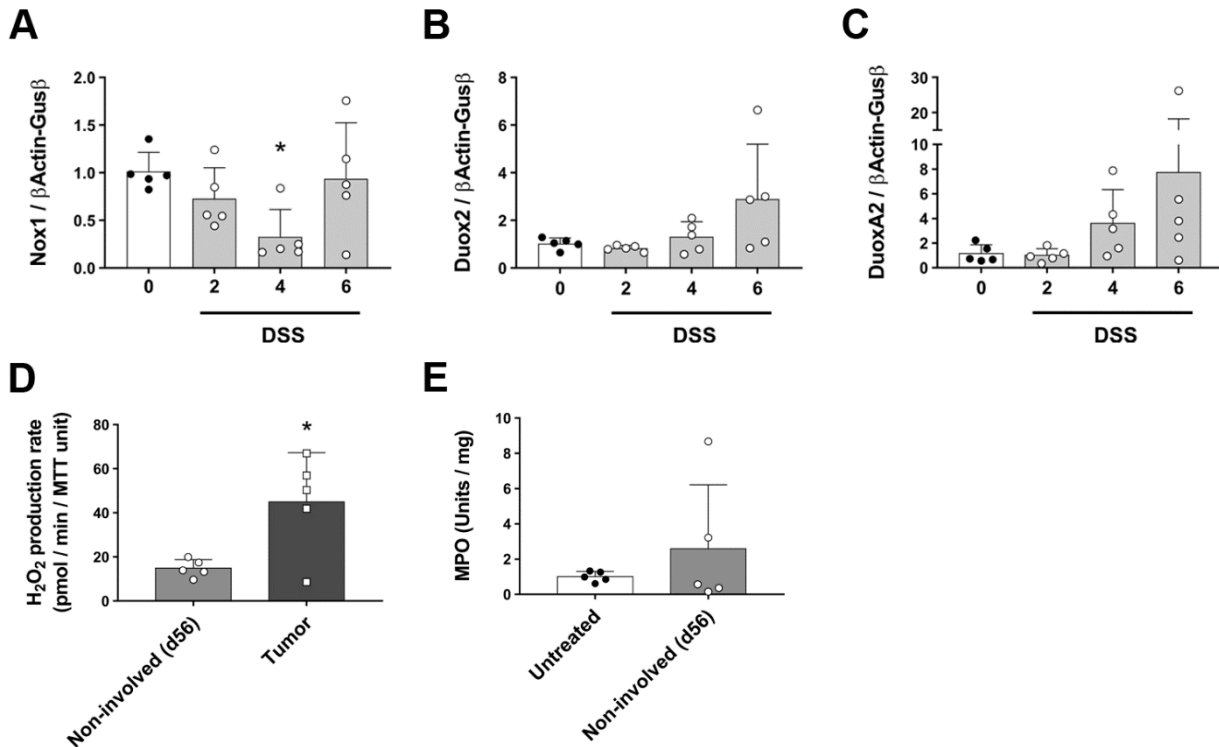 A
Nox1 / βActin-Gusβ
2.0
1.5
1.0
0.5
0.0
*
0 2 4 6
DSS
B
Duox2 / βActin-Gusβ
8
6
4
2
0
0 2 4 6
DSS
C
DuoxA2 / βActin-Gusβ
30
20
10
8
6
4
2
0
0 2 4 6
DSS
D
H₂O₂ production rate
(pmol / min / MTT unit)
80
60
40
20
0
*
Non-involved (d56)
Tumor
E
MPO (Units / mg)
10
8
6
4
2
0
Untreated
Non-involved (d56)